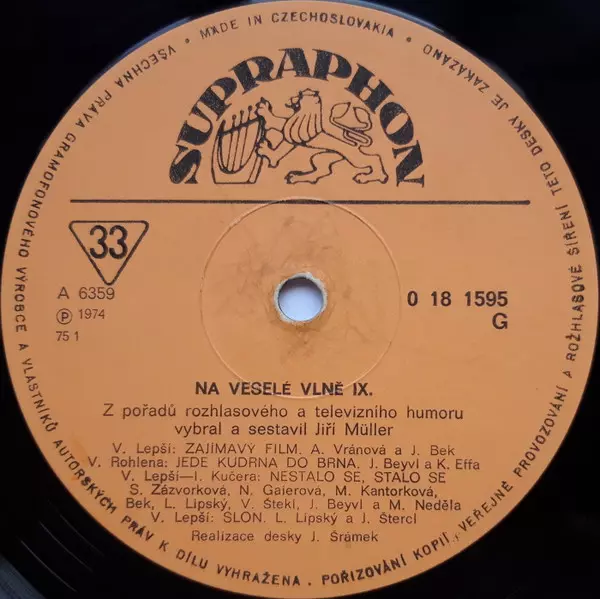 VŠECHNA PRÁVA GRAMOFONOVÉHO VÝROBCE A VLASTNÍKŮ AUTORSKÝCH PRÁV K DÍLU VYHRAŽENA . POŘIZOVÁNÍ KOPIÍ, VEŘEJNÉ PROVOZOVÁNÍ A ROZHLASOVÉ ŠÍŘENÍ TÉTO DESKY JE ZAKÁZÁNO
• MADE IN CZECHOSLOVAKIA •
SUPRAPHON
33
A 6359
Ⓟ 1974
75 1
0 18 1595
G
NA VESELÉ VLNĚ IX.
Z pořadů rozhlasového a televizního humoru
vybral a sestavil Jiří Müller
V. Lepší: ZAJÍMAVÝ FILM. A. Vránová a J. Bek
V. Rohlena: JEDE KUDRNA DO BRNA. J. Beyvl a K. Effa
V. Lepší—I. Kučera: NESTALO SE, STALO SE
S. Zázvorková, N. Gaierová, M. Kantorková,
Bek, L. Lipský, V. Štekl, J. Beyvl a M. Neděla
V. Lepší: SLON. L. Lipský a J. Štercl
Realizace desky J. Šrámek